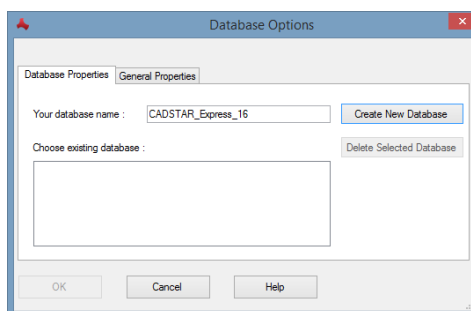 Database Options
Database Properties
General Properties
Your database name :
CADSTAR_Express_16
Create New Database
Choose existing database :
Delete Selected Database
OK
Cancel
Help